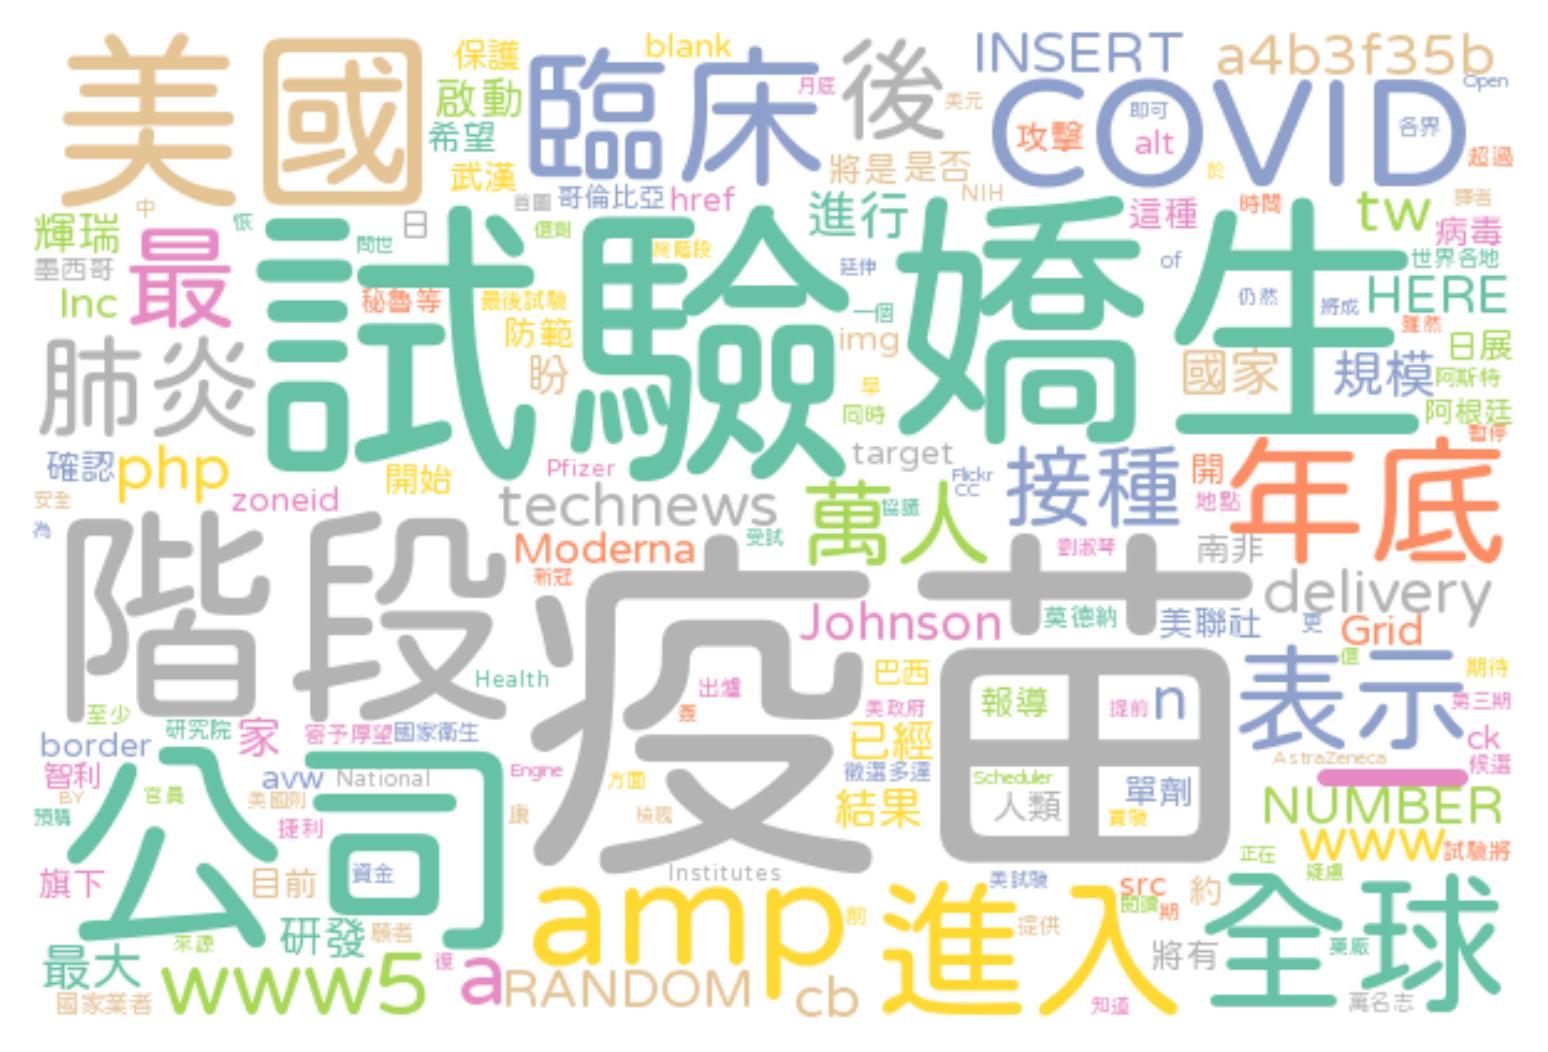 美國
保護
blank
臨床
月底
後
美元
INSERT
a4b3f35b
Open
啟動
希望
武漢
COVID
攻擊
即可
alt
各界
超過
將是
是否
哥倫比亞
href
NIH
於
首圖
中
日
恢
輝瑞
最
試驗
嬌生
問世
進行
這種
時間
tw
譯者
病毒
墨西哥
of
世界各地
延伸
仍然
將成
Inc
秘魯等
最後試驗
一個
HERE
雖然
防範
img
日展
肺炎
盼
早
國家
規模
阿斯特
同時
阿根廷
暫停
確認
php
開始
Pfizer
target
Flickr
CC
接種
開
地點
年底
安全
zoneid
technews
萬人
協議
為
受試
Moderna
劉淑琴
南非
階段
疫苗
新冠
delivery
Johnson
莫德納
美聯社
更
Grid
Health
出爐
巴西
表示
期待
至少
研究院
家
寄予厚望
國家衛生
美政府
報導
提前
n
第三期
border
已經
ck
智利
avw
National
Engine
方面
徵選多達
Scheduler
AstraZeneca
候選
BY
官員
美國則
人類
單劑
一
預購
捷利
康
檢視
結果
實驗
NUMBER
公司
www
試驗將
旗下
目前
資金
Institutes
正在
疑慮
美試驗
src
閱讀
期
約
全球
amp
前
進入
提供
研發
願者
來源
最大
www5
復
a
RANDOM
cb
將有
藥廠
國家業者
知道
萬名志